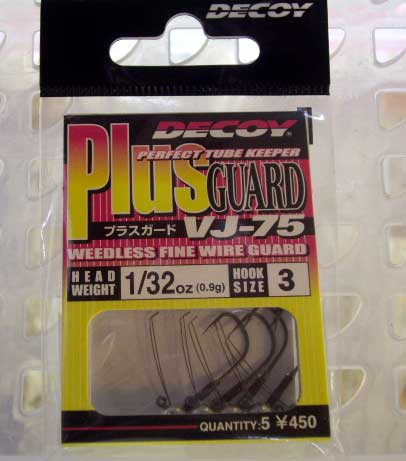 DECOY
DECOY®
PERFECT TUBE KEEPER
Plus GUARD
プラスガード VJ-75
WEEDLESS FINE WIRE GUARD
HEAD WEIGHT 1/32oz (0.9g) HOOK SIZE 3
QUANTITY:5 ¥450